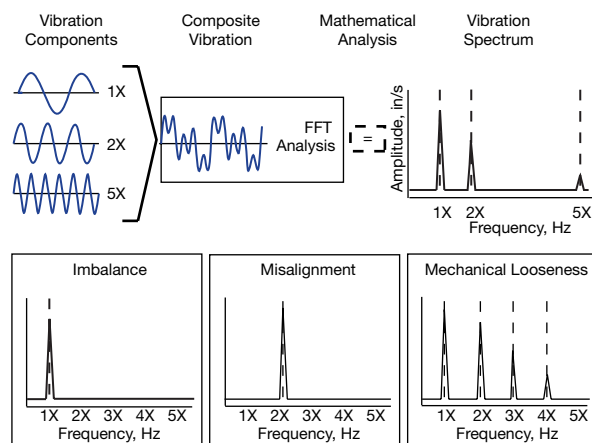 Vibration Components
Composite Vibration
Mathematical Analysis
Vibration Spectrum
1X
2X
5X
FFT Analysis
=
Amplitude, in/s
1X 2X 5X
Frequency, Hz
Imbalance
1X 2X 3X 4X 5X
Frequency, Hz
Misalignment
1X 2X 3X 4X 5X
Frequency, Hz
Mechanical Looseness
1X 2X 3X 4X 5X
Frequency, Hz